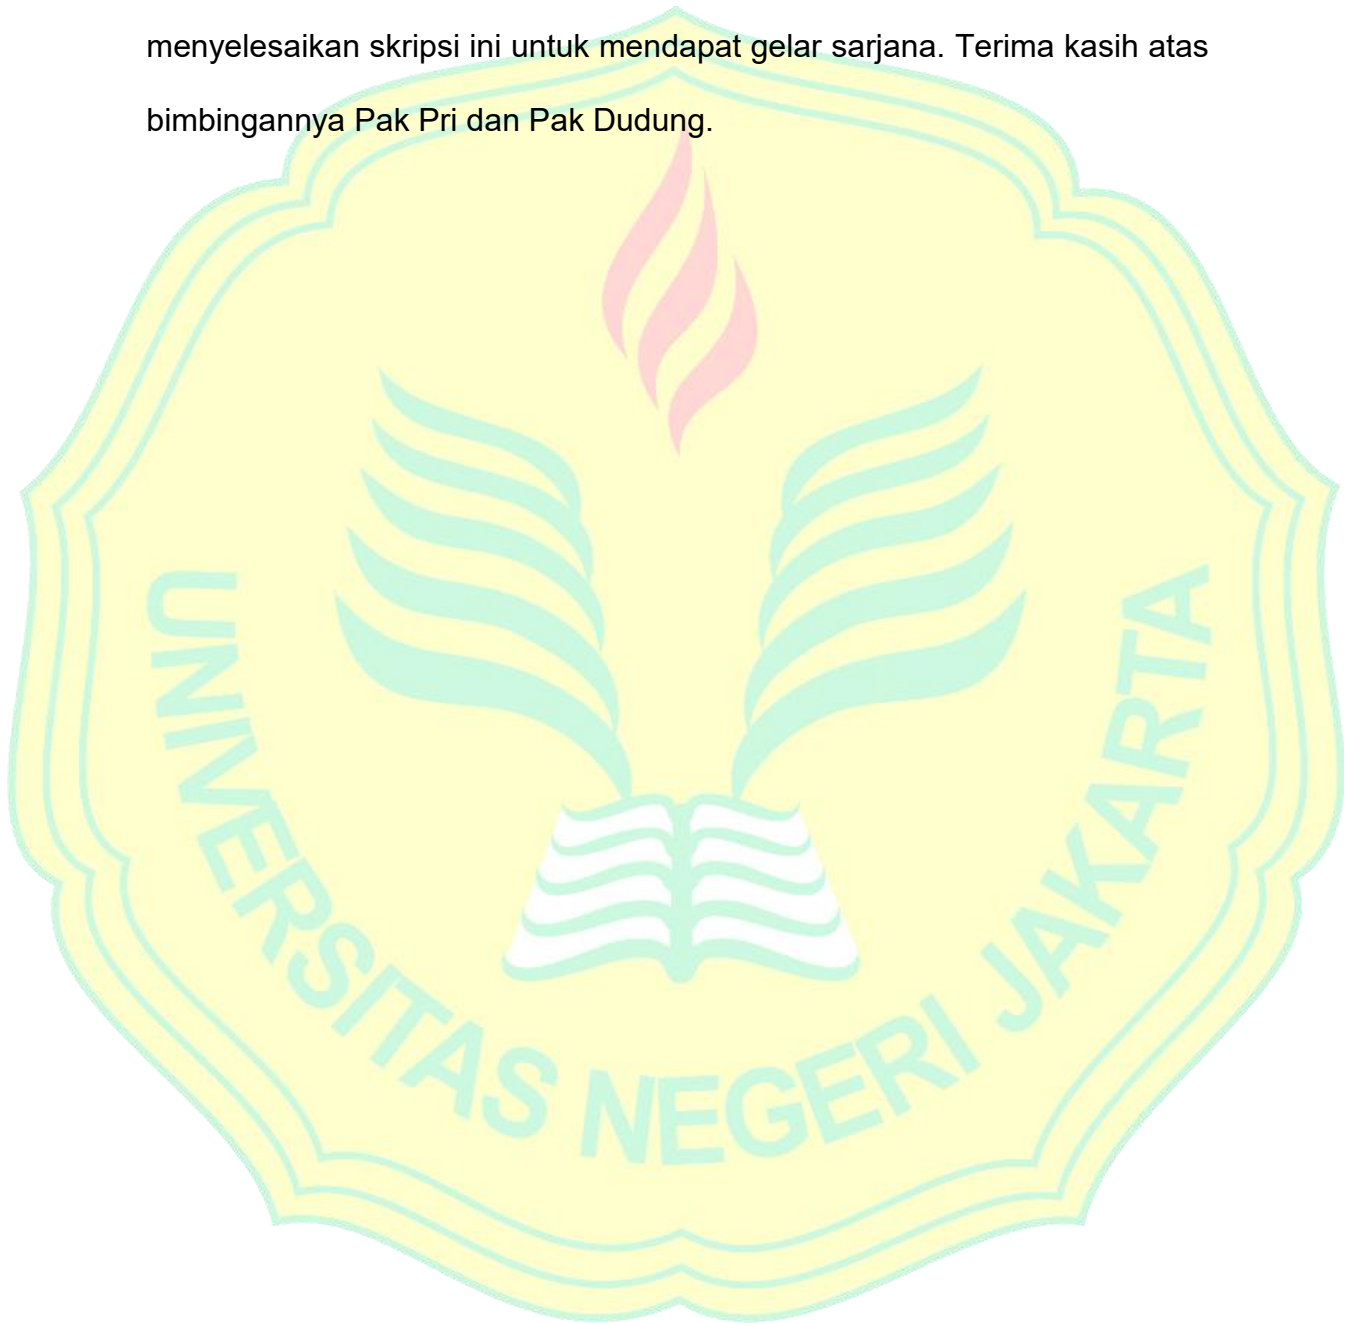 menyelesaikan skripsi ini untuk mendapat gelar sarjana. Terima kasih atas
bimbingannya Pak Pri dan Pak Dudung.
UNIVERSITAS NEGERI JAKARTA